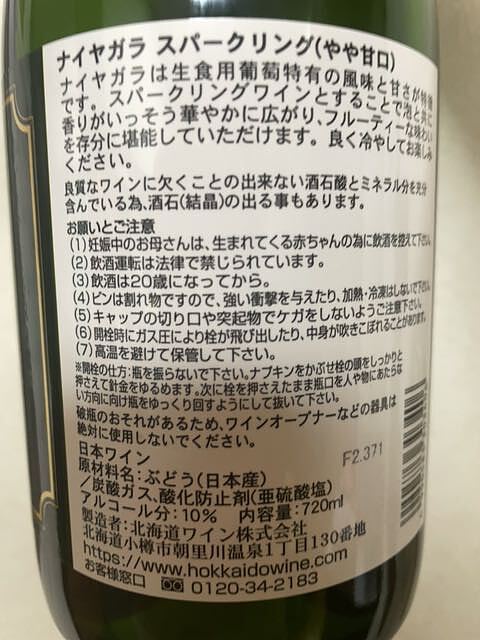 ナイヤガラ スパークリング(やや甘口)
ナイヤガラは生食用葡萄特有の風味と甘さが特徴
です。スパークリングワインとすることで泡と共に
香りがいっそう華やかに広がり、フルーティーな味わい
を存分に堪能していただけます。良く冷やしてお楽しみ
ください。
良質なワインに欠くことの出来ない酒石酸とミネラル分を充分
含んでいる為、酒石(結晶)の出る事もあります。
お願いとご注意
(1)妊娠中のお母さんは、生まれてくる赤ちゃんの為に飲酒を控えて下さい。
(2)飲酒運転は法律で禁じられています。
(3)飲酒は20歳になってから。
(4)ビンは割れ物ですので、強い衝撃を与えたり、加熱・冷凍はしないで下さい。
(5)キャップの切り口や突起物でケガをしないようご注意下さい。
(6)開栓時にガス圧により栓が飛び出したり、中身が吹きこぼれることがあります。
(7)高温を避けて保管して下さい。
※開栓の仕方:瓶を振らないで下さい。ナプキンをかぶせ栓の頭をしっかりと
押さえて針金をゆるめます。次に栓を押さえたまま瓶口を人や物にあたらな
い方向に向け瓶をゆっくり回すようにして抜いて下さい。
破瓶のおそれがあるため、ワインオープナーなどの器具は
絶対に使用しないでください。
日本ワイン
F2.371
原材料名:ぶどう(日本産)
/炭酸ガス、酸化防止剤(亜硫酸塩)
アルコール分:10% 内容量:720ml
製造者:北海道ワイン株式会社
北海道小樽市朝里川温泉1丁目130番地
https://www.hokkaidowine.com
お客様窓口 0120-34-2183